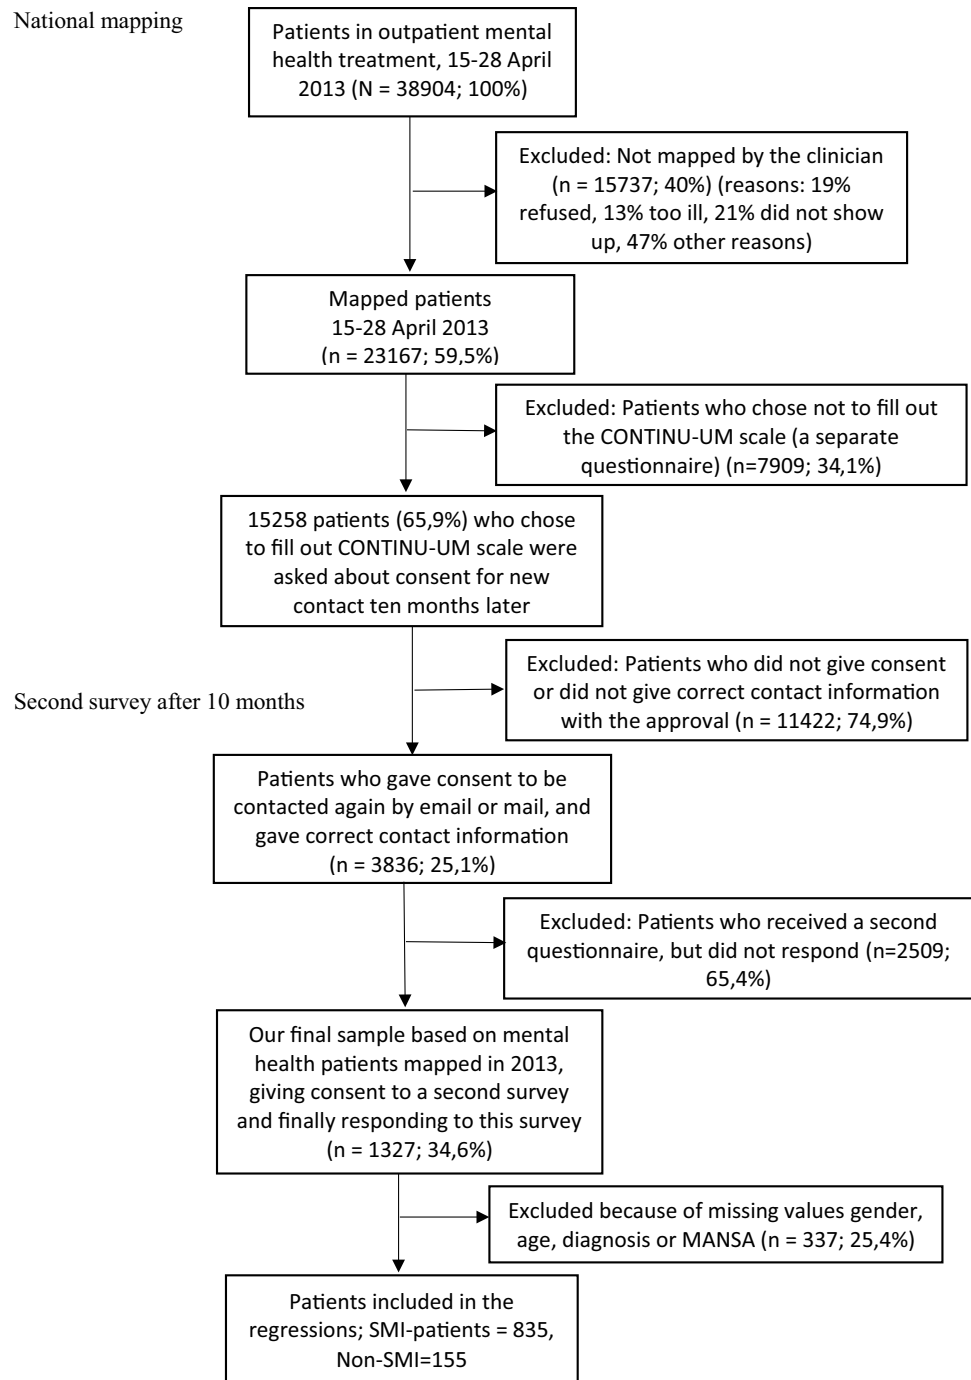 National mapping
Patients in outpatient mental
health treatment, 15-28 April
2013 (N = 38904; 100%)
Excluded: Not mapped by the clinician
(n = 15737; 40%) (reasons: 19%
refused, 13% too ill, 21% did not show
up, 47% other reasons)
Mapped patients
15-28 April 2013
(n = 23167; 59,5%)
Excluded: Patients who chose not to fill out
the CONTINU-UM scale (a separate
questionnaire) (n=7909; 34,1%)
15258 patients (65,9%) who chose
to fill out CONTINU-UM scale were
asked about consent for new
contact ten months later
Excluded: Patients who did not give consent
or did not give correct contact information
with the approval (n = 11422; 74,9%)
Second survey after 10 months
Patients who gave consent to be
contacted again by email or mail, and
gave correct contact information
(n = 3836; 25,1%)
Excluded: Patients who received a second
questionnaire, but did not respond (n=2509;
65,4%)
Our final sample based on mental
health patients mapped in 2013,
giving consent to a second survey
and finally responding to this survey
(n = 1327; 34,6%)
Excluded because of missing values gender,
age, diagnosis or MANSA (n = 337; 25,4%)
Patients included in the
regressions; SMI-patients = 835,
Non-SMI=155